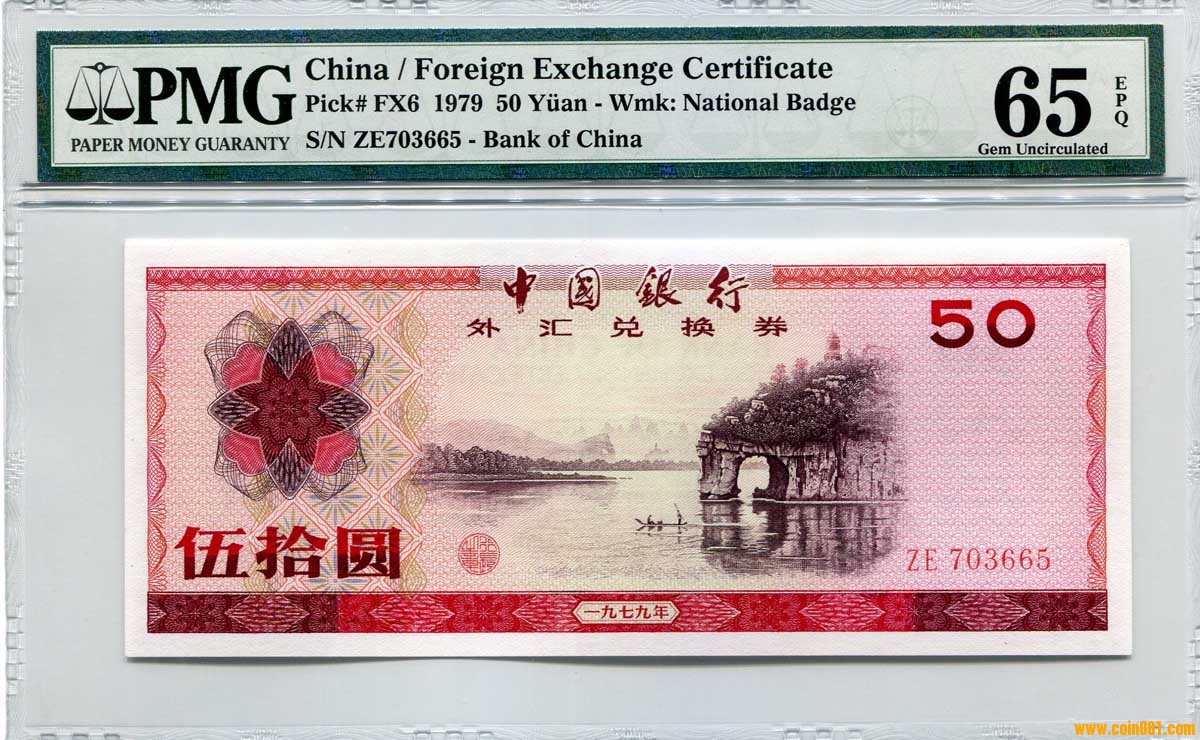 PMG
PAPER MONEY GUARANTY
China / Foreign Exchange Certificate
Pick# FX6 1979 50 Yüan - Wmk: National Badge
S/N ZE703665 - Bank of China
65
EPQ
Gem Uncirculated
中國銀行
外汇兑换券
50
伍拾圆
ZE 703665
一九七九年
www.coin001.com